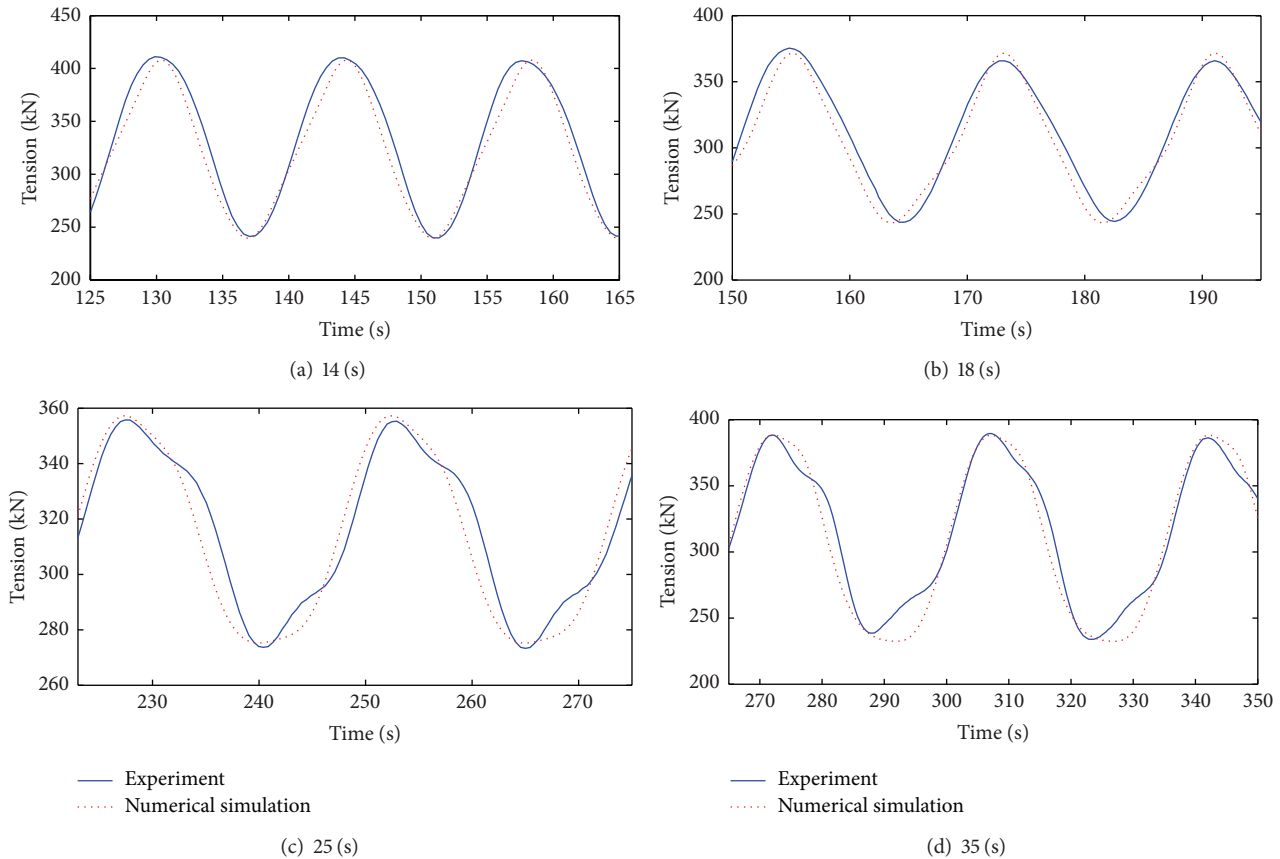 450
400
350
300
250
200
Tension (kN)
125 130 135 140 145 150 155 160 165
Time (s)
(a) 14 (s)
400
350
300
250
200
Tension (kN)
150 160 170 180 190
Time (s)
(b) 18 (s)
360
340
320
300
280
260
Tension (kN)
230 240 250 260 270
Time (s)
Experiment
Numerical simulation
(c) 25 (s)
400
350
300
250
200
Tension (kN)
270 280 290 300 310 320 330 340 350
Time (s)
Experiment
Numerical simulation
(d) 35 (s)